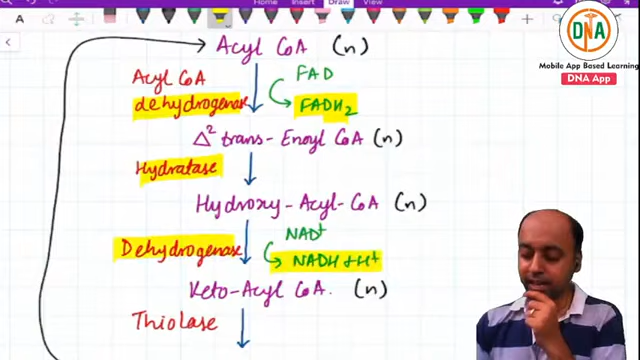 Home Insert Draw View
DNA
Mobile App Based Learning
DNA App
Acyl CoA (n)
Acyl CoA
dehydrogenase
FAD
FADH2
Δ² trans - Enoyl CoA (n)
Hydratase
Hydroxy - Acyl - CoA (n)
Dehydrogenase
NAD+
NADH + H+
Keto - Acyl CoA. (n)
Thiolase